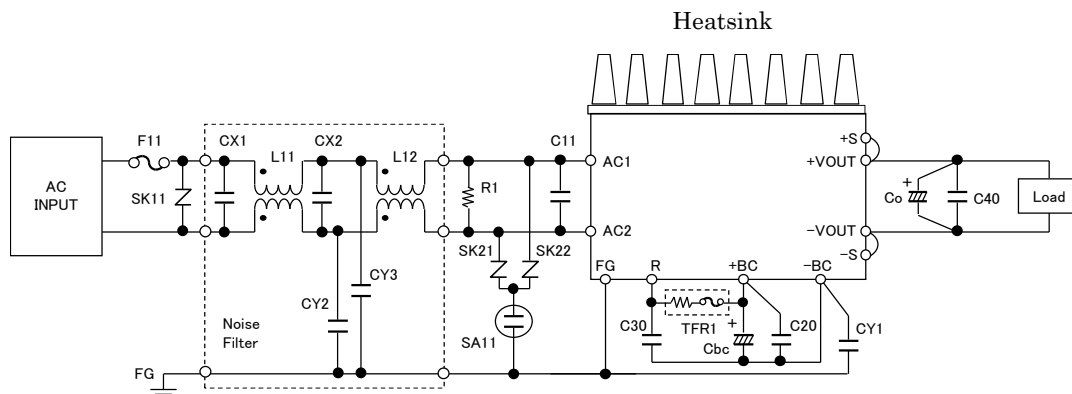 Heatsink
F11
CX1
L11
CX2
L12
C11
+S
+VOUT
AC1
AC
INPUT
SK11
R1
+
Co
C40
Load
AC2
-VOUT
-S
SK21
SK22
FG
R
+BC
-BC
CY3
CY2
SA11
C30
TFR1
+
Cbc
C20
CY1
Noise
Filter
FG